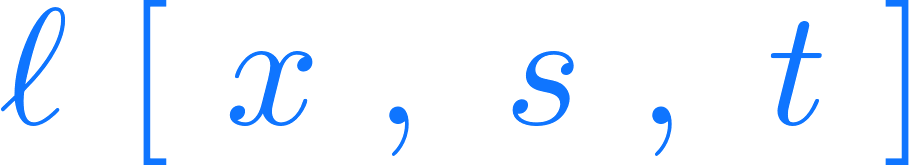 ℓ [ x , s , t ]